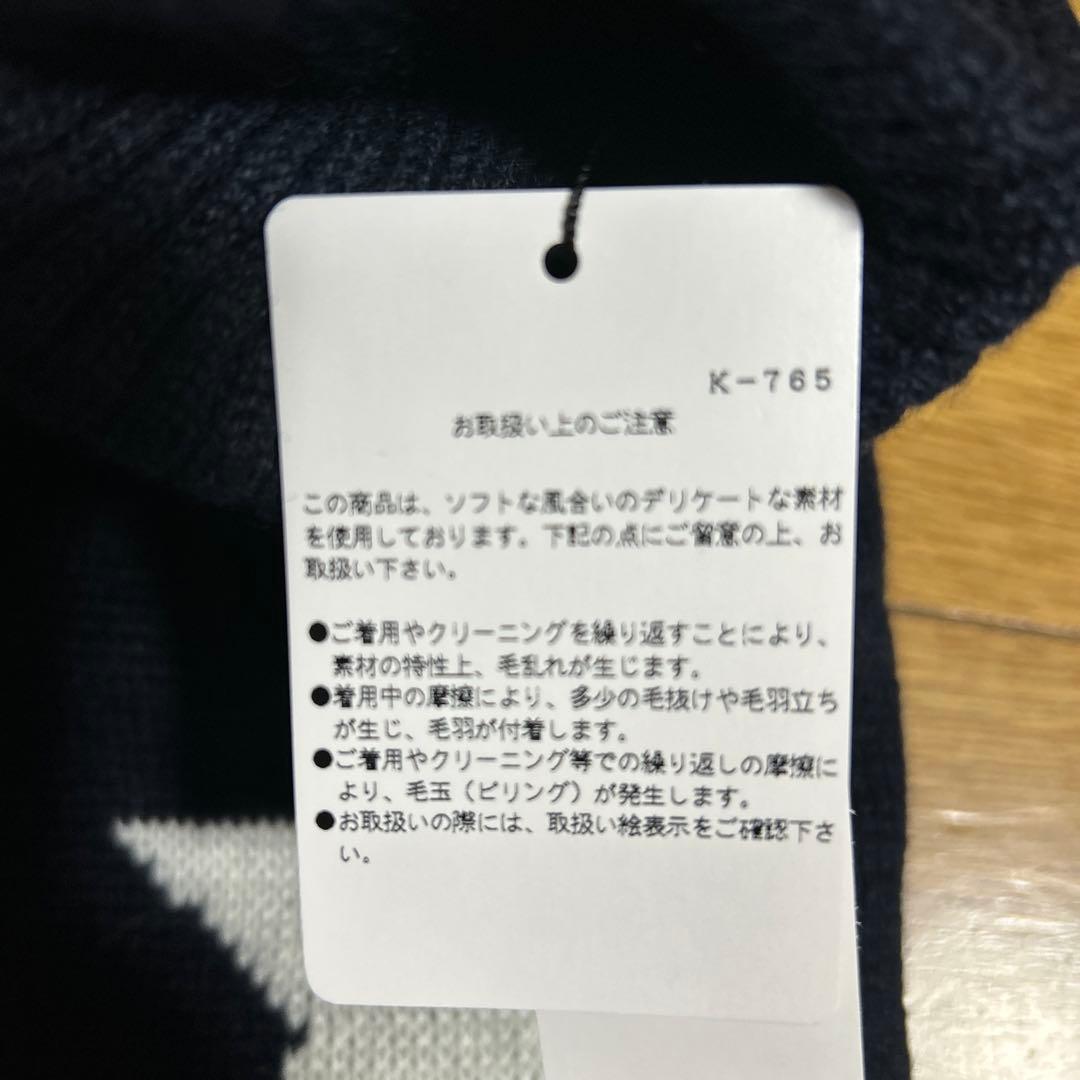 K－765
お取扱い上のご注意
この商品は、ソフトな風合いのデリケートな素材
を使用しております。下記の点にご留意の上、お
取扱い下さい。
●ご着用やクリーニングを繰り返すことにより、
素材の特性上、毛乱れが生じます。
●着用中の摩擦により、多少の毛抜けや毛羽立ち
が生じ、毛羽が付着します。
●ご着用やクリーニング等での繰り返しの摩擦に
より、毛玉（ピリング）が発生します。
●お取扱いの際には、取扱い絵表示をご確認下さ
い。